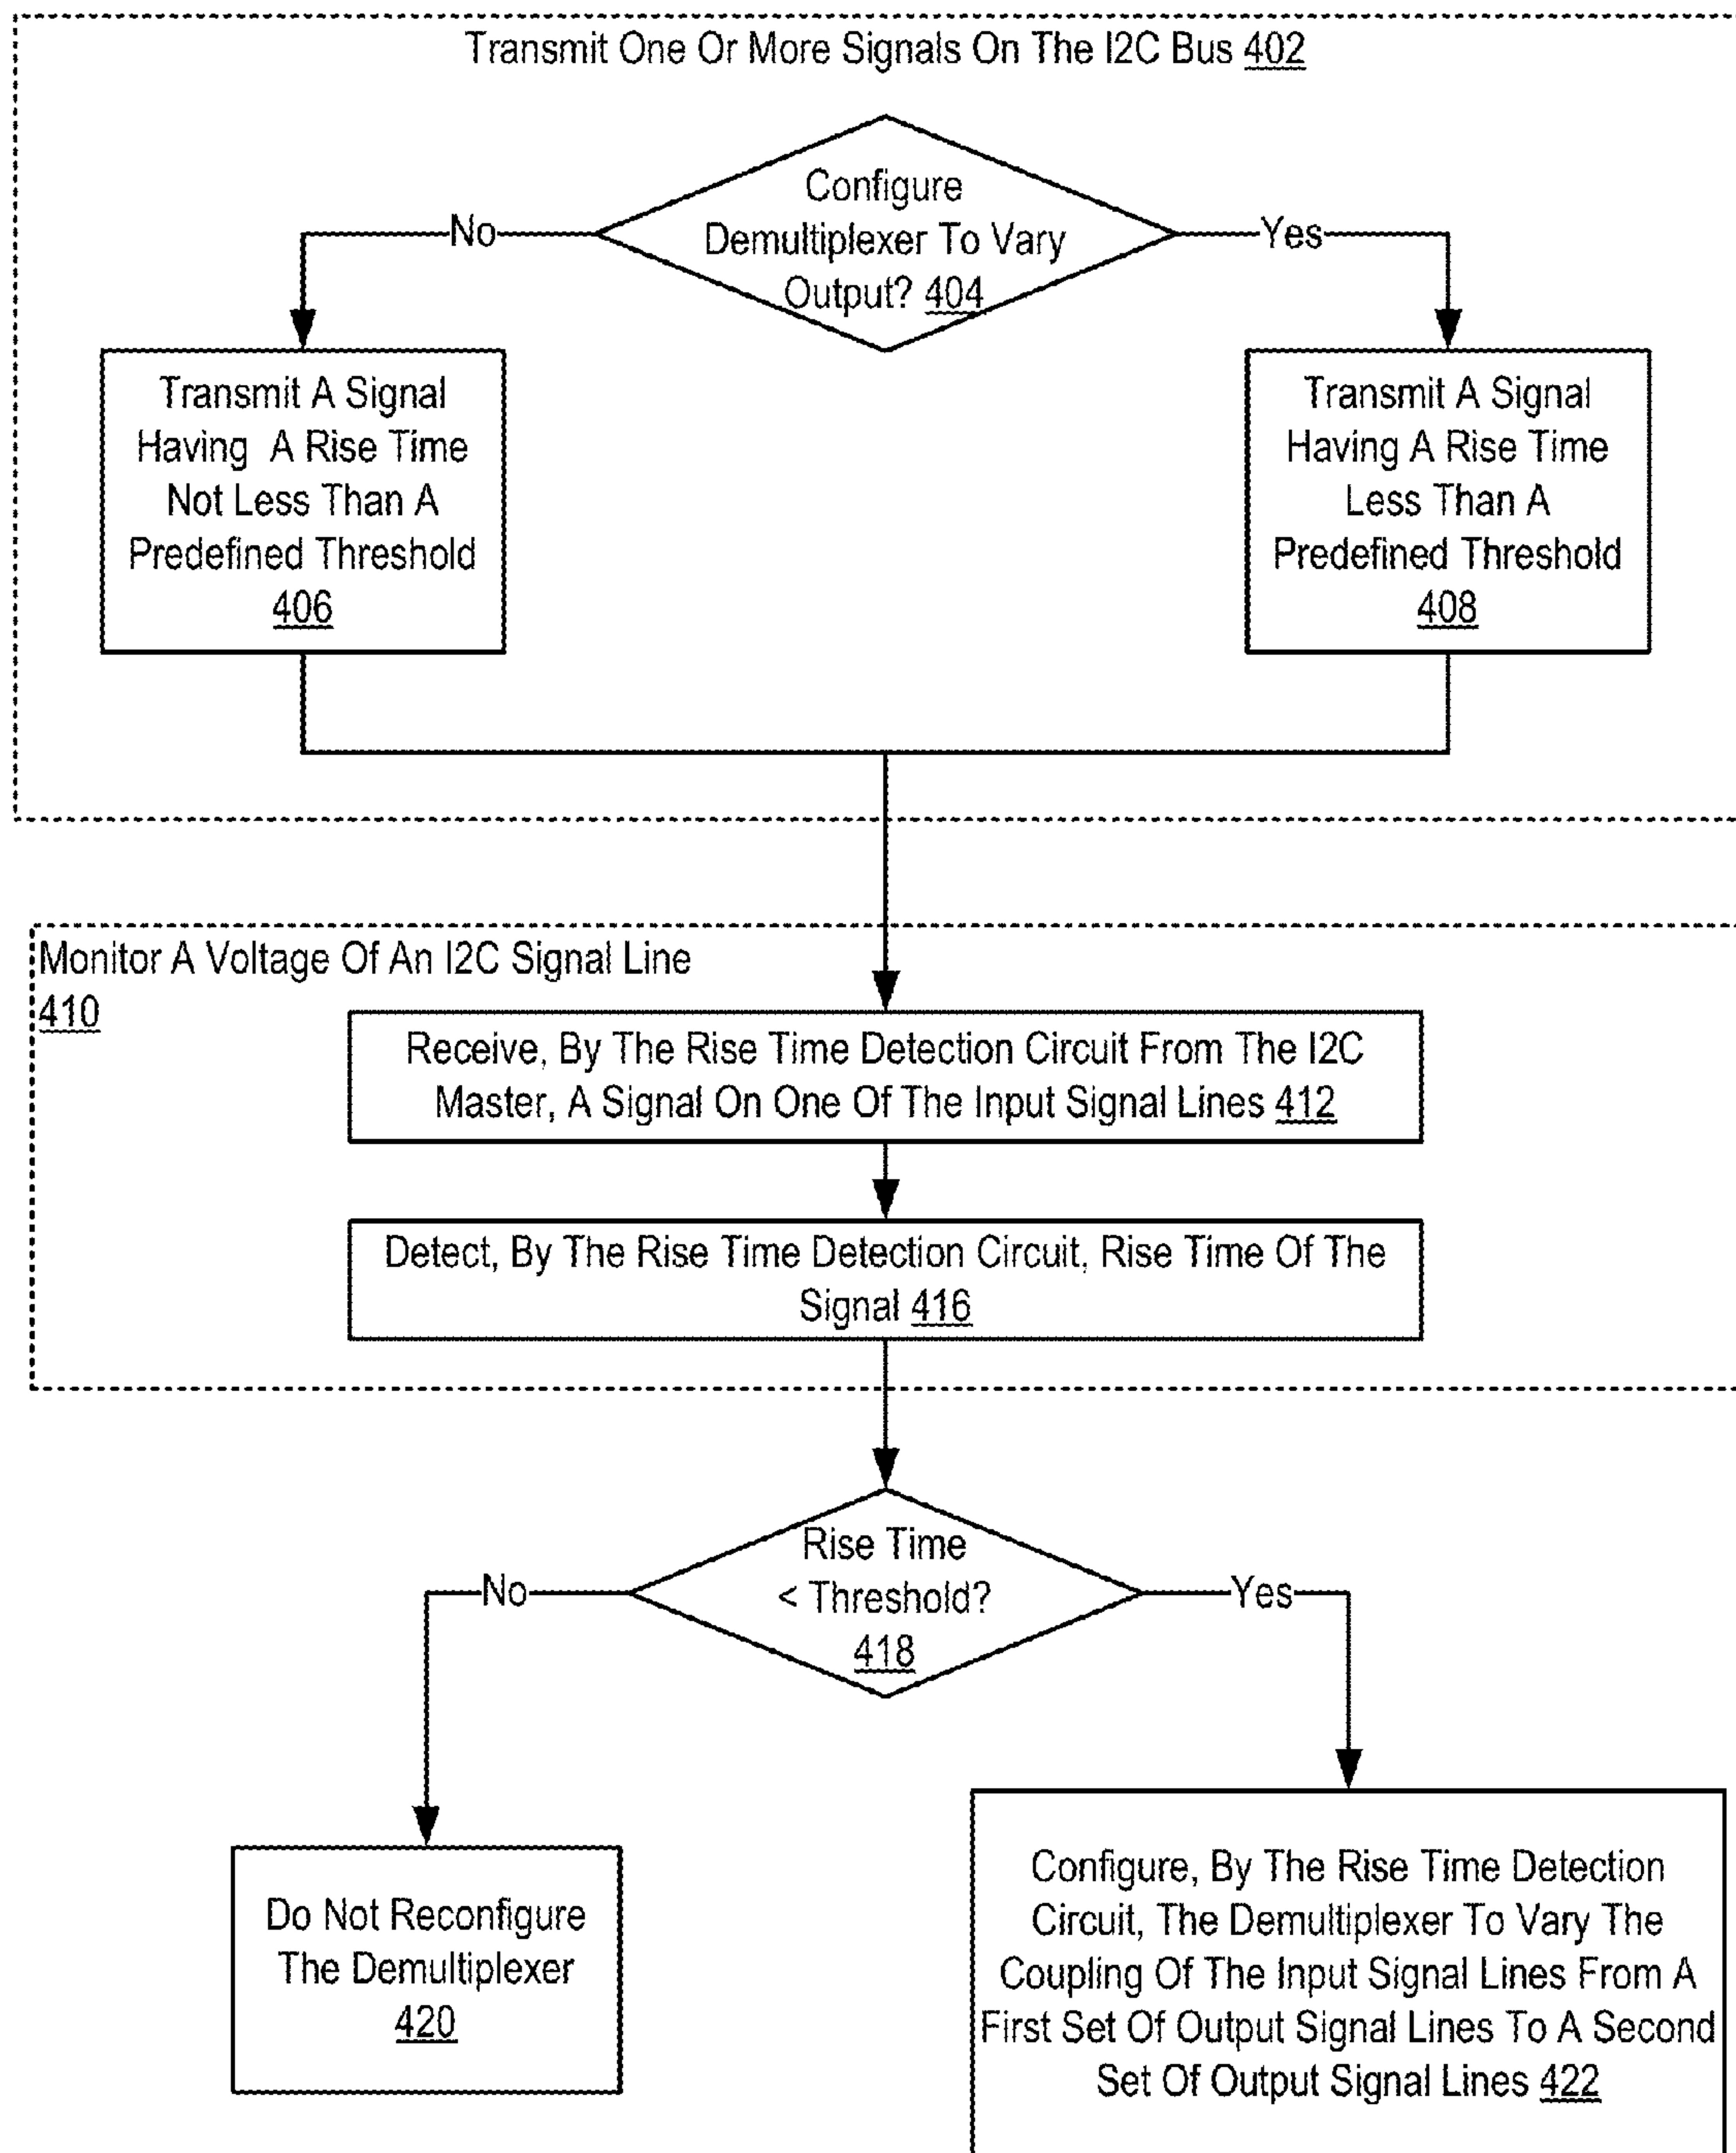 Transmit One Or More Signals On The I2C Bus 402
Configure
Demultiplexer To Vary
Output? 404
No
Yes
Transmit A Signal
Having A Rise Time
Not Less Than A
Predefined Threshold
406
Transmit A Signal
Having A Rise Time
Less Than A
Predefined Threshold
408
Monitor A Voltage Of An I2C Signal Line
410
Receive, By The Rise Time Detection Circuit From The I2C
Master, A Signal On One Of The Input Signal Lines 412
Detect, By The Rise Time Detection Circuit, Rise Time Of The
Signal 416
Rise Time
< Threshold?
418
No
Yes
Do Not Reconfigure
The Demultiplexer
420
Configure, By The Rise Time Detection
Circuit, The Demultiplexer To Vary The
Coupling Of The Input Signal Lines From A
First Set Of Output Signal Lines To A Second
Set Of Output Signal Lines 422